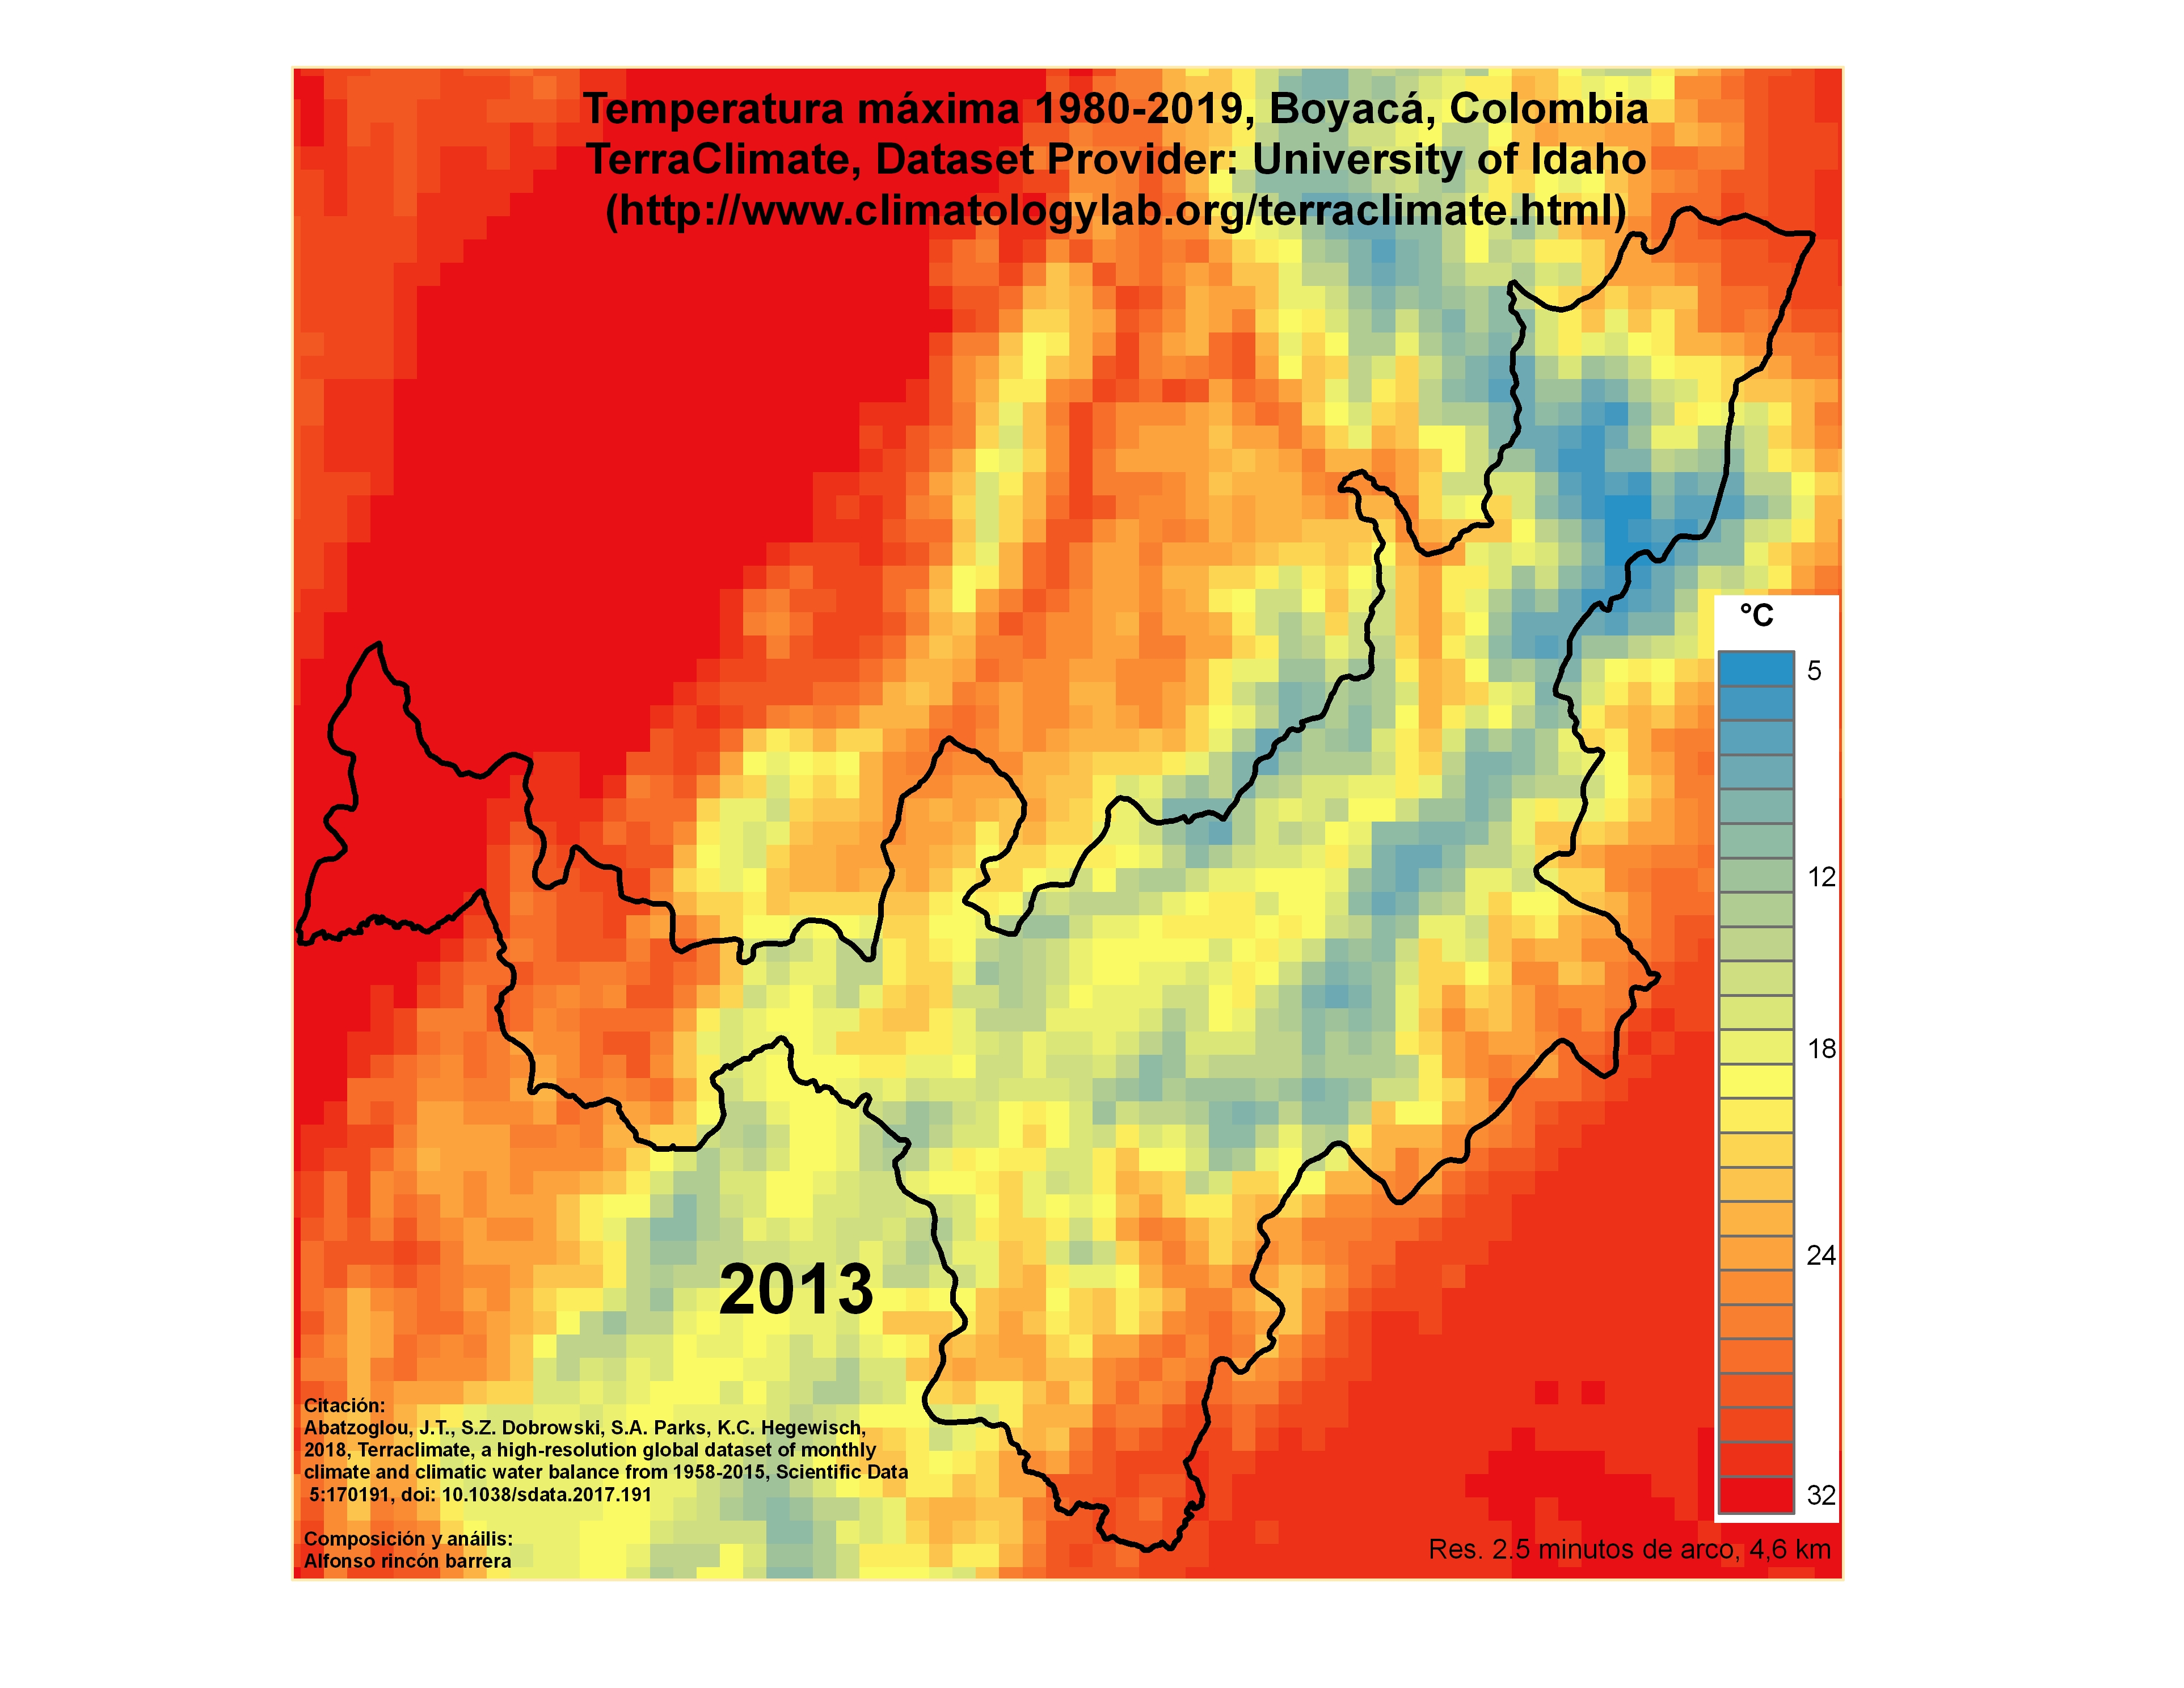 Temperatura máxima 1980-2019, Boyacá, Colombia
TerraClimate, Dataset Provider: University of Idaho
(http://www.climatologylab.org/terraclimate.html)
°C
5
12
18
24
32
2013
Citación:
Abatzoglou, J.T., S.Z. Dobrowski, S.A. Parks, K.C. Hegewisch,
2018, Terraclimate, a high-resolution global dataset of monthly
climate and climatic water balance from 1958-2015, Scientific Data
5:170191, doi: 10.1038/sdata.2017.191
Composición y anáilis:
Alfonso rincón barrera
Res. 2.5 minutos de arco, 4,6 km